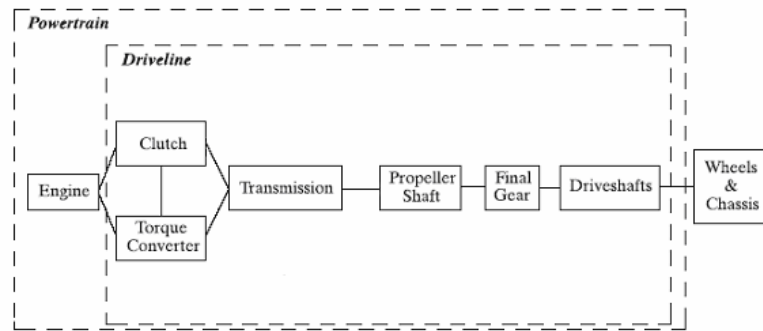 Powertrain
Driveline
Clutch
Engine
Torque
Converter
Transmission
Propeller
Shaft
Final
Gear
Driveshafts
Wheels
&
Chassis